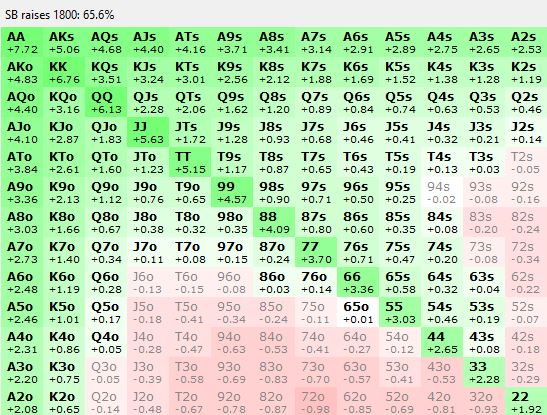 SB raises 1800: 65.6%
AA AKs AQs AJs ATs A9s A8s A7s A6s A5s A4s A3s A2s
+7.72 +5.06 +4.68 +4.40 +4.16 +3.71 +3.41 +3.14 +2.91 +2.89 +2.75 +2.65 +2.53
AKo KK KQs KJs KTs K9s K8s K7s K6s K5s K4s K3s K2s
+4.83 +6.76 +3.51 +3.24 +3.01 +2.56 +2.12 +1.88 +1.69 +1.52 +1.38 +1.28 +1.19
AQo KQo QQ QJs QTs Q9s Q8s Q7s Q6s Q5s Q4s Q3s Q2s
+4.40 +3.16 +6.13 +2.28 +2.06 +1.62 +1.20 +0.89 +0.84 +0.74 +0.63 +0.53 +0.46
AJo KJo QJo JJ JTs J9s J8s J7s J6s J5s J4s J3s J2s
+4.10 +2.87 +1.83 +5.63 +1.72 +1.28 +0.93 +0.68 +0.46 +0.41 +0.32 +0.21 +0.14
ATo KTo QTo JTo TT T9s T8s T7s T6s T5s T4s T3s T2s
+3.84 +2.61 +1.60 +1.23 +5.15 +1.17 +0.87 +0.65 +0.43 +0.19 +0.13 +0.03 -0.05
A9o K9o Q9o J9o T9o 99 98s 97s 96s 95s 94s 93s 92s
+3.36 +2.13 +1.12 +0.76 +0.65 +4.57 +0.90 +0.71 +0.50 +0.25 -0.02 -0.08 -0.16
A8o K8o Q8o J8o T8o 98o 88 87s 86s 85s 84s 83s 82s
+3.03 +1.66 +0.67 +0.38 +0.32 +0.35 +4.09 +0.80 +0.60 +0.35 +0.08 -0.20 -0.24
A7o K7o Q7o J7o T7o 97o 87o 77 76s 75s 74s 73s 72s
+2.73 +1.40 +0.34 +0.11 +0.08 +0.15 +0.24 +3.70 +0.71 +0.47 +0.20 -0.08 -0.34
A6o K6o Q6o J6o T6o 96o 86o 76o 66 65s 64s 63s 62s
+2.48 +1.19 +0.28 -0.13 -0.15 -0.08 +0.03 +0.14 +3.36 +0.58 +0.32 +0.04 -0.22
A5o K5o Q5o J5o T5o 95o 85o 75o 65o 55 54s 53s 52s
+2.46 +1.01 +0.17 -0.18 -0.41 -0.34 -0.24 -0.11 +0.01 +3.03 +0.46 +0.19 -0.07
A4o K4o Q4o J4o T4o 94o 84o 74o 64o 54o 44 43s 42s
+2.31 +0.86 +0.05 -0.28 -0.47 -0.63 -0.53 -0.41 -0.27 -0.12 +2.65 +0.08 -0.18
A3o K3o Q3o J3o T3o 93o 83o 73o 63o 53o 43o 33 32s
+2.20 +0.75 -0.05 -0.39 -0.58 -0.69 -0.83 -0.68 -0.57 -0.41 -0.53 +2.28 -0.29
A2o K2o Q2o J2o T2o 92o 82o 72o 62o 52o 42o 32o 22
+2.08 +0.65 -0.14 -0.48 -0.67 -0.78 -0.87 -0.98 -0.85 -0.69 -0.81 -0.92 +1.92